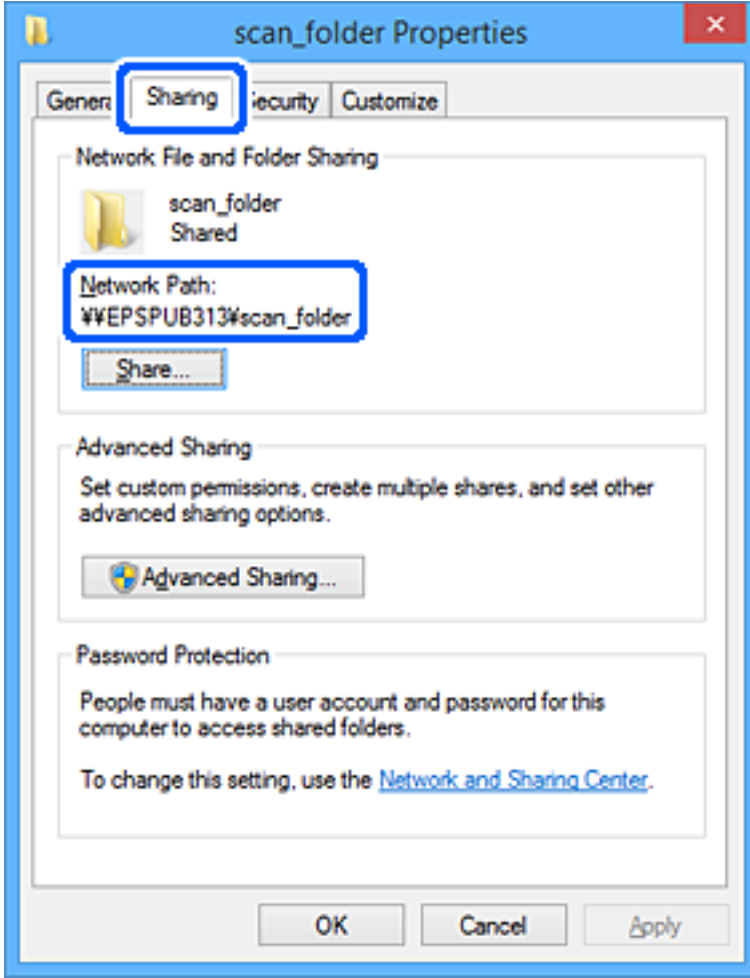 scan_folder Properties
General Sharing Security Customize
Network File and Folder Sharing
scan_folder
Shared
Network Path:
¥¥EPSPUB313¥scan_folder
Share...
Advanced Sharing
Set custom permissions, create multiple shares, and set other
advanced sharing options.
Advanced Sharing...
Password Protection
People must have a user account and password for this
computer to access shared folders.
To change this setting, use the Network and Sharing Center.
OK Cancel Apply